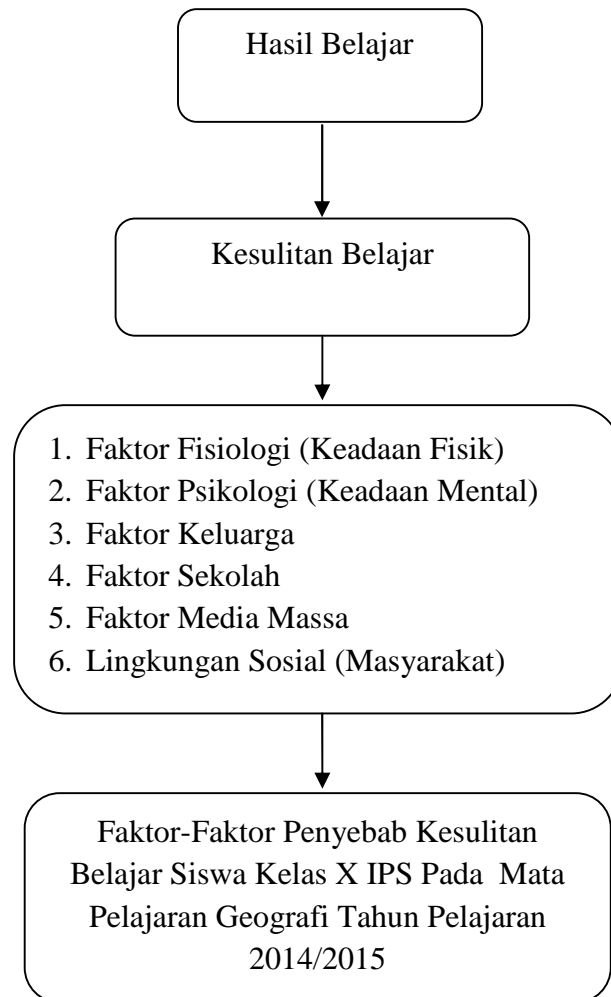 Hasil Belajar
Kesulitan Belajar
1. Faktor Fisiologi (Keadaan Fisik)
2. Faktor Psikologi (Keadaan Mental)
3. Faktor Keluarga
4. Faktor Sekolah
5. Faktor Media Massa
6. Lingkungan Sosial (Masyarakat)
Faktor-Faktor Penyebab Kesulitan
Belajar Siswa Kelas X IPS Pada Mata
Pelajaran Geografi Tahun Pelajaran
2014/2015